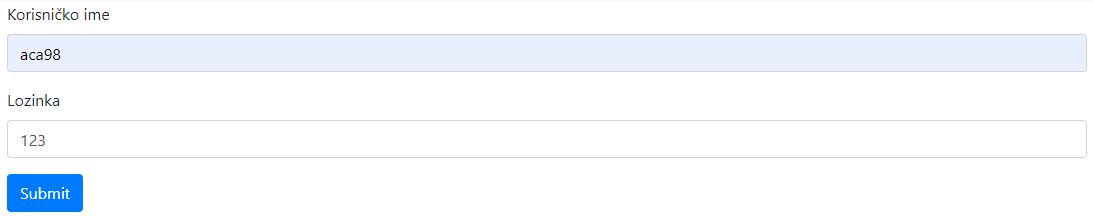 Korisničko ime
aca98
Lozinka
123
Submit